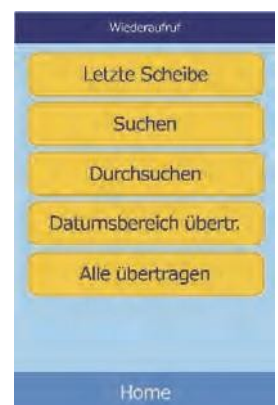 Wiederaufruf
Letzte Scheibe
Suchen
Durchsuchen
Datumsbereich übertr.
Alle übertragen
Home